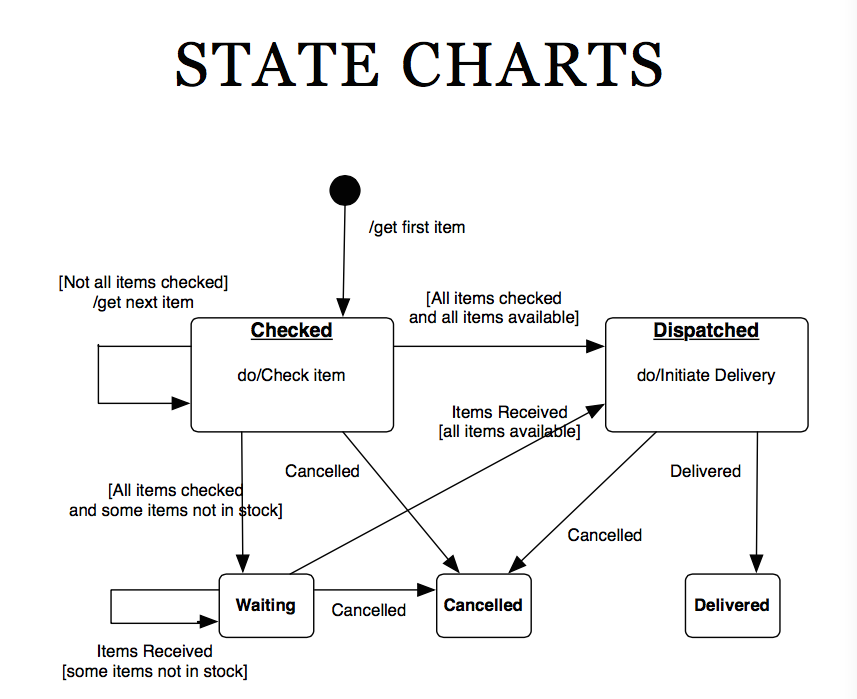 STATE CHARTS
/get first item
[Not all items checked]
/get next item
[All items checked
and all items available]
Checked
do/Check item
Dispatched
do/Initiate Delivery
Items Received
[all items available]
Cancelled
Delivered
[All items checked
and some items not in stock]
Cancelled
Waiting
Cancelled
Cancelled
Delivered
Items Received
[some items not in stock]